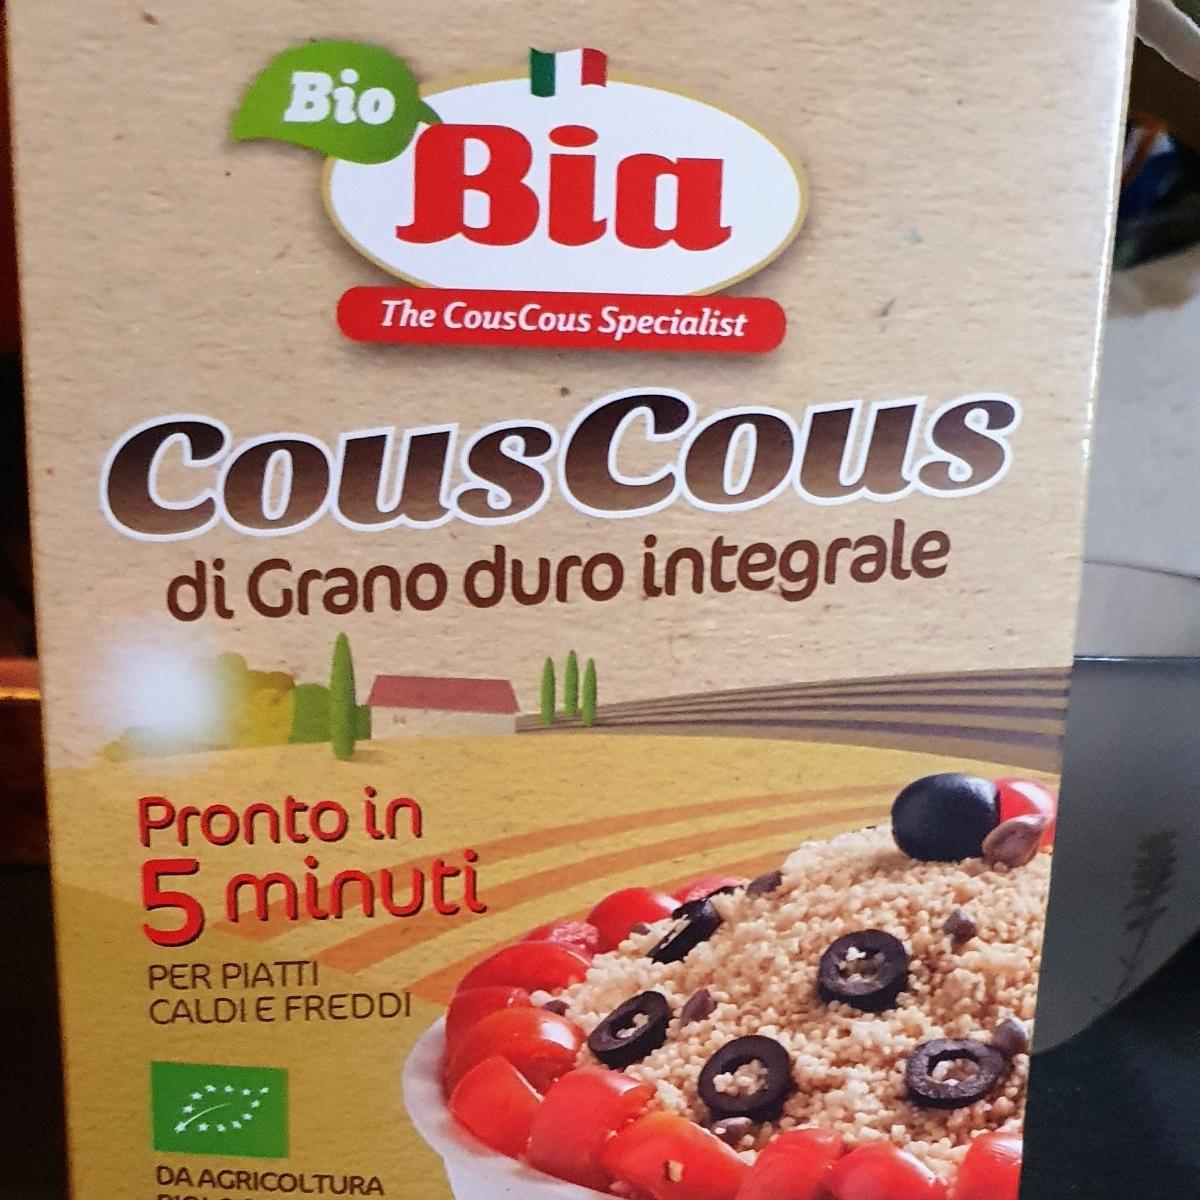 Bio
Bia
The CousCous Specialist
CousCous
di Grano duro integrale
Pronto in
5 minuti
PER PIATTI
CALDI E FREDDI
DA AGRICOLTURA